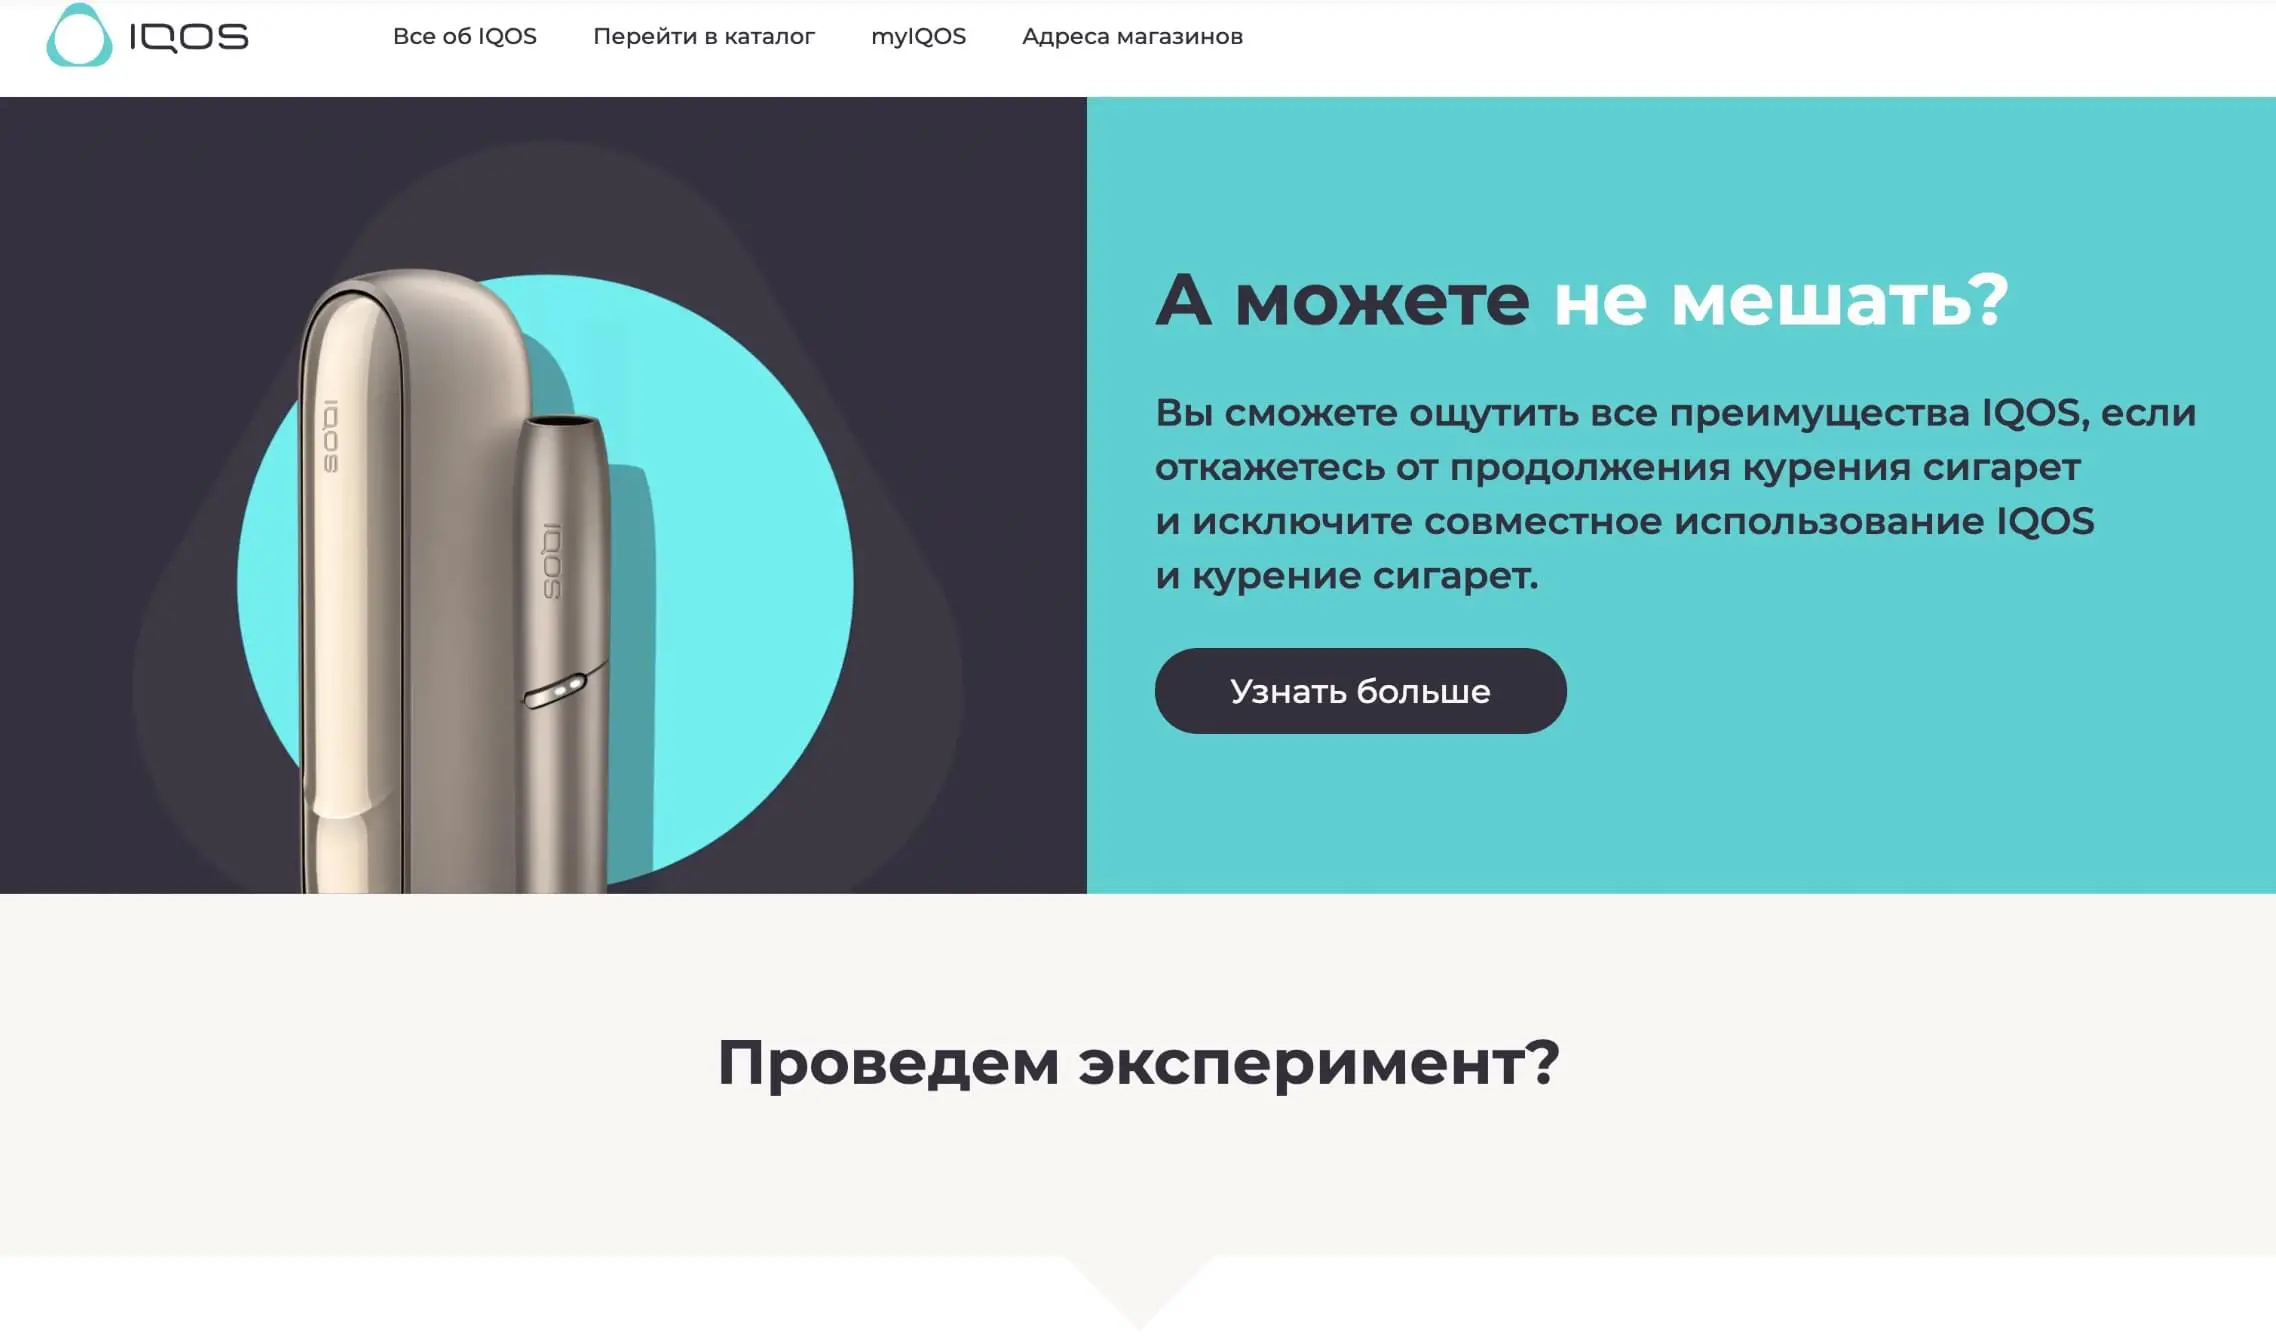 IQOS
Все об IQOS
Перейти в каталог
myIQOS
Адреса магазинов
IQOS
IQOS
А можете не мешать?
Вы сможете ощутить все преимущества IQOS, если
откажетесь от продолжения курения сигарет
и исключите совместное использование IQOS
и курение сигарет.
Узнать больше
Проведем эксперимент?